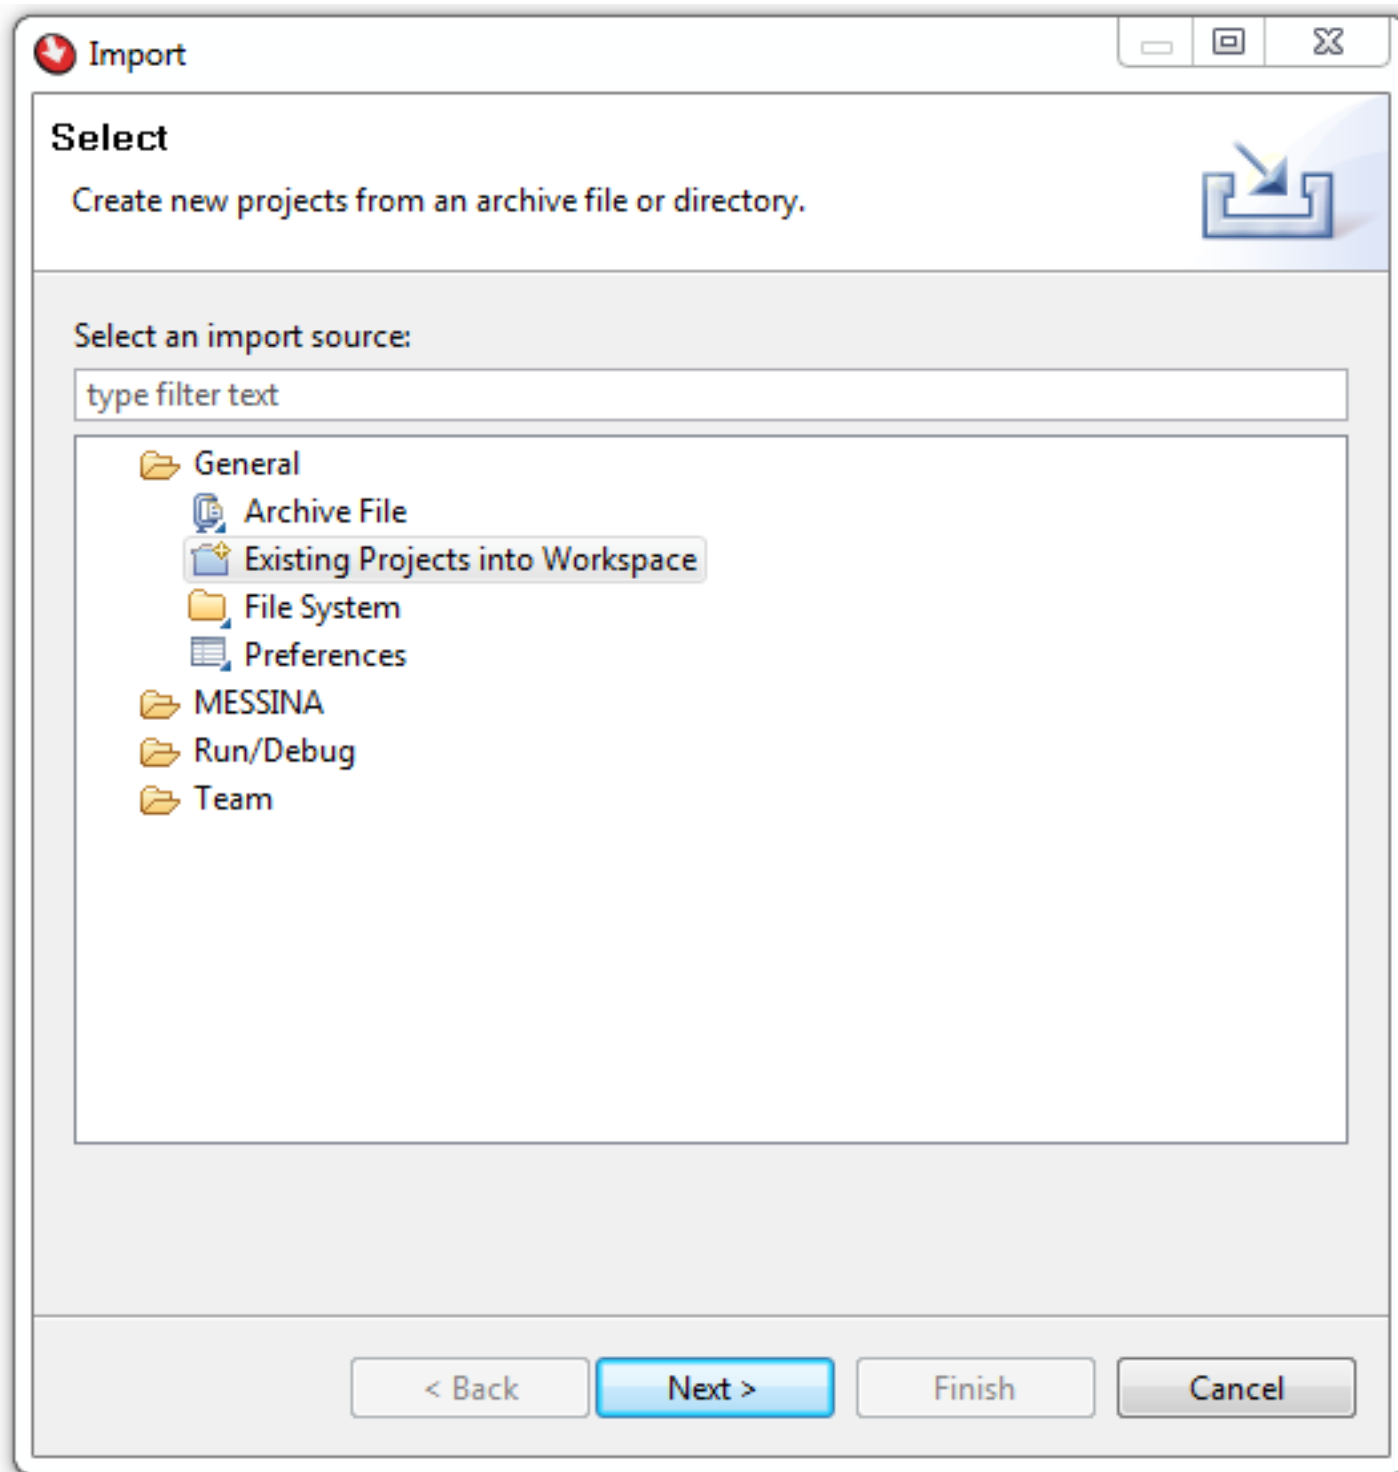 Import
Select
Create new projects from an archive file or directory.
Select an import source:
type filter text
General
Archive File
Existing Projects into Workspace
File System
Preferences
MESSINA
Run/Debug
Team
< Back Next > Finish Cancel